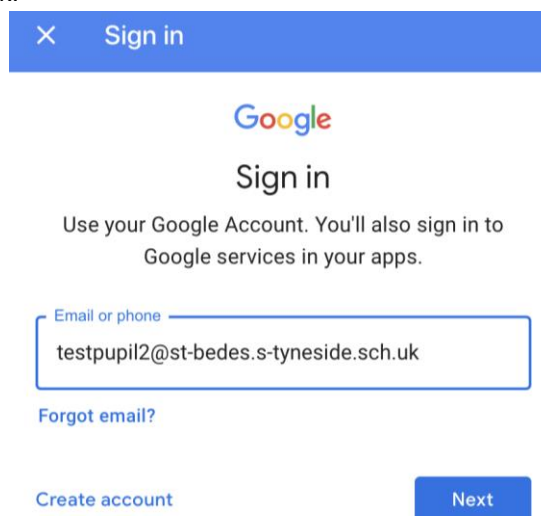 Sign in
Google
Sign in
Use your Google Account. You'll also sign in to
Google services in your apps.
Email or phone
testpupil2@st-bedes.s-tyneside.sch.uk
Forgot email?
Create account
Next